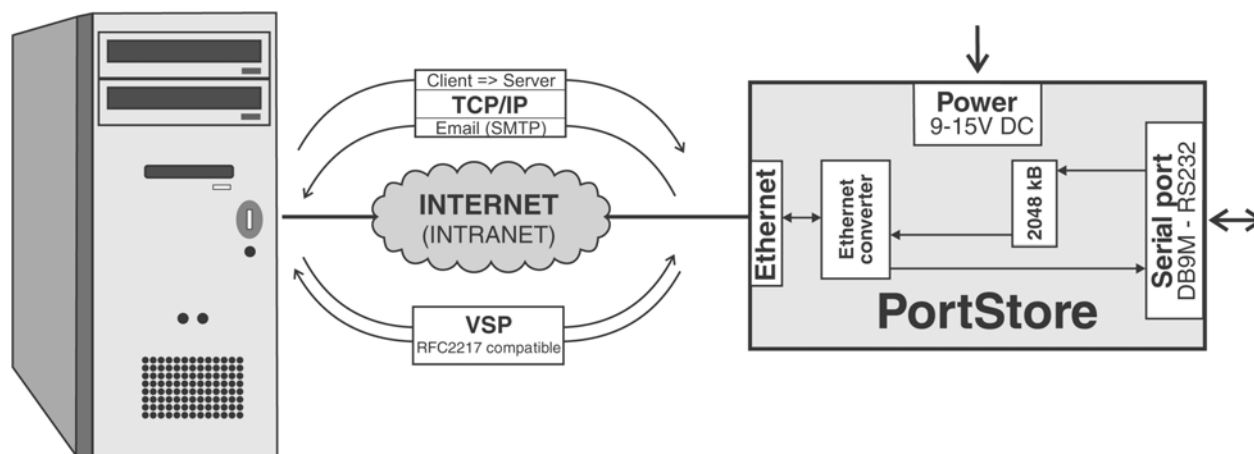 Client => Server
TCP/IP
Email (SMTP)
INTERNET
(INTRANET)
VSP
RFC2217 compatible
Power
9-15V DC
Ethernet
Ethernet
converter
2048 kB
Serial port
DB9M - RS232
PortStore